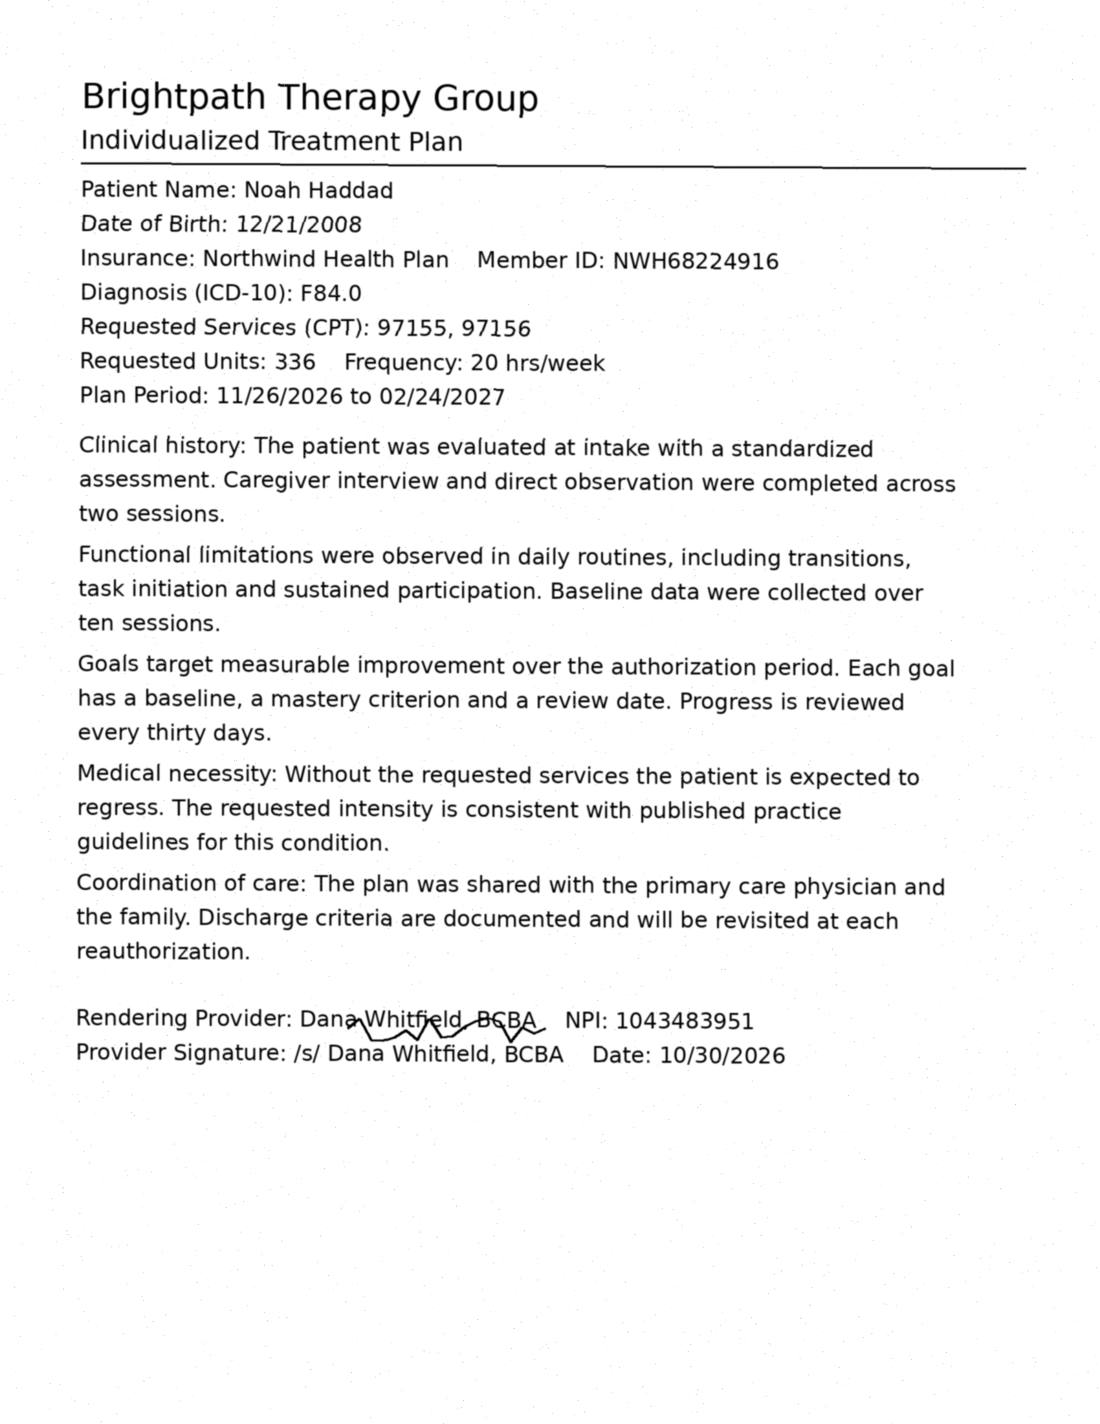 Brightpath Therapy Group
Individualized Treatment Plan
Patient Name: Noah Haddad
Date of Birth: 12/21/2008
Insurance: Northwind Health Plan    Member ID: NWH68224916
Diagnosis (ICD-10): F84.0
Requested Services (CPT): 97155, 97156
Requested Units: 336    Frequency: 20 hrs/week
Plan Period: 11/26/2026 to 02/24/2027
Clinical history: The patient was evaluated at intake with a standardized
assessment. Caregiver interview and direct observation were completed across
two sessions.
Functional limitations were observed in daily routines, including transitions,
task initiation and sustained participation. Baseline data were collected over
ten sessions.
Goals target measurable improvement over the authorization period. Each goal
has a baseline, a mastery criterion and a review date. Progress is reviewed
every thirty days.
Medical necessity: Without the requested services the patient is expected to
regress. The requested intensity is consistent with published practice
guidelines for this condition.
Coordination of care: The plan was shared with the primary care physician and
the family. Discharge criteria are documented and will be revisited at each
reauthorization.
Rendering Provider: Dana Whitfield, BCBA    NPI: 1043483951
Provider Signature: /s/ Dana Whitfield, BCBA    Date: 10/30/2026